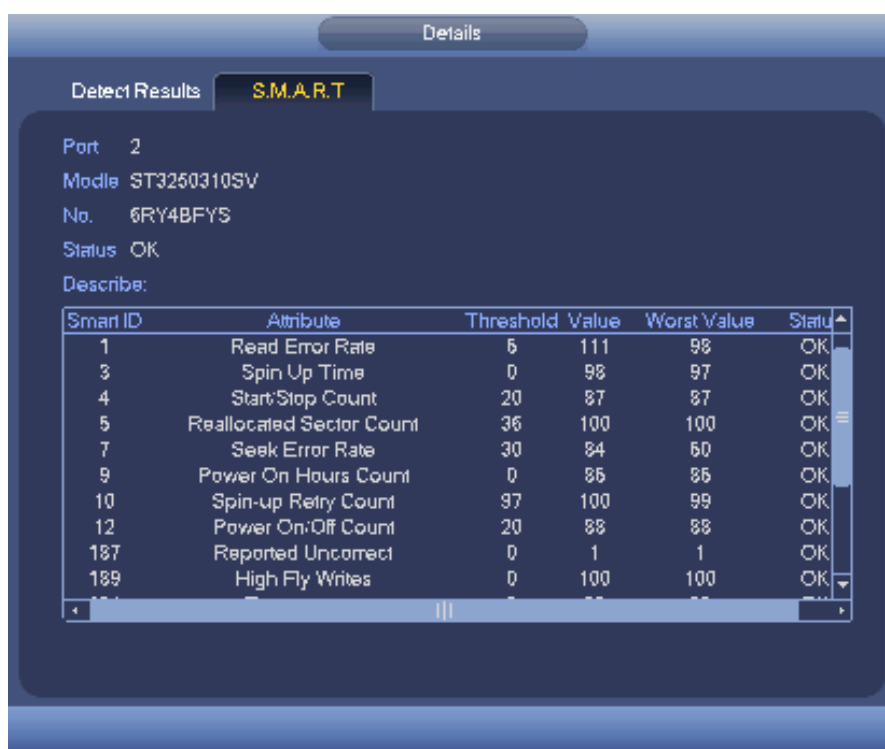 Details
Detect Results S.M.A.R.T
Port 2
Modle ST3250310SV
No. 6RY4BFYS
Status OK
Describe:
Smart ID Attribute Threshold Value Worst Value Statu
1 Read Error Rate 6 111 98 OK
3 Spin Up Time 0 98 97 OK
4 Start/Stop Count 20 87 87 OK
5 Reallocated Sector Count 36 100 100 OK
7 Seek Error Rate 30 84 60 OK
9 Power On Hours Count 0 86 86 OK
10 Spin-up Retry Count 97 100 99 OK
12 Power On/Off Count 20 88 88 OK
187 Reported Uncorrect 0 1 1 OK
189 High Fly Writes 0 100 100 OK